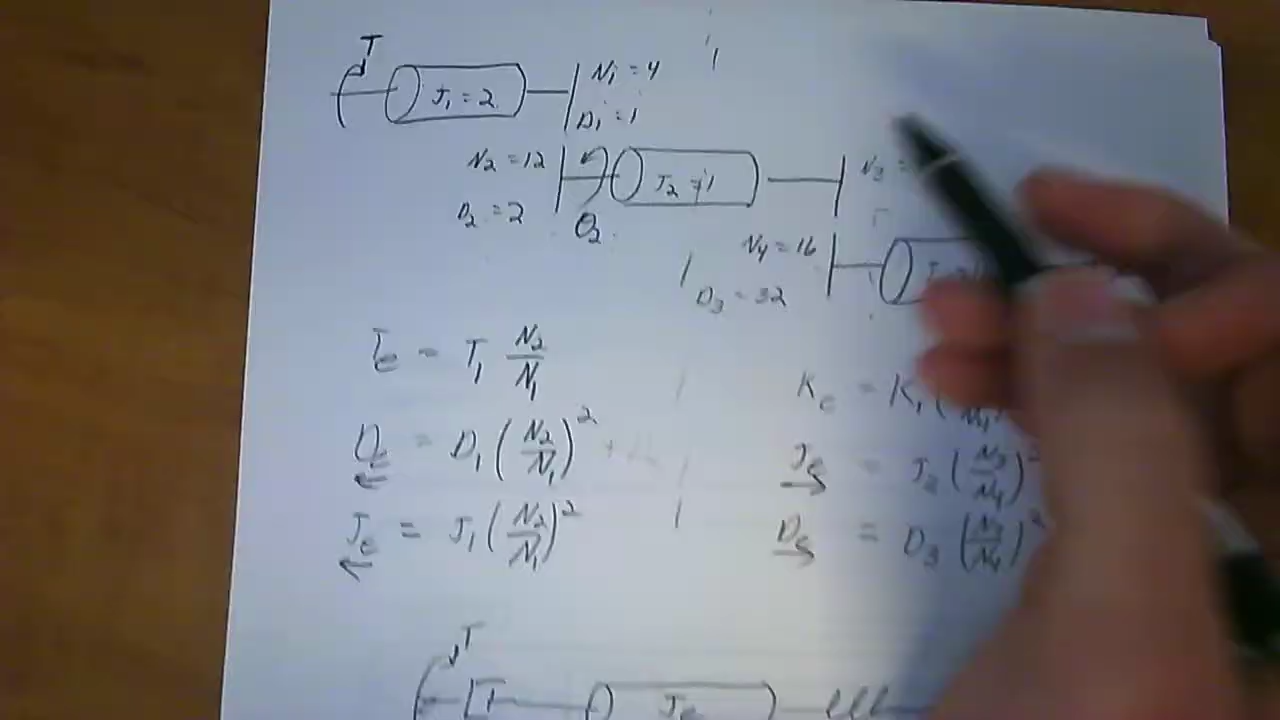 T
J₁ = 2
N₁ = 4
D₁ = 1
N₂ = 12
D₂ = 2
θ₂
J₂ = 1
N₃ =
N₄ = 16
D₃ = 32
Tₑ = T₁ N₂/N₁
Dₑ = D₁ (N₂/N₁)²
Jₑ = J₁ (N₂/N₁)²
Kₑ = K₁ (
Jₑ = J₂ (N₃/N₄)²
Dₑ = D₃ (N₃/N₄)²
T
Jₑ